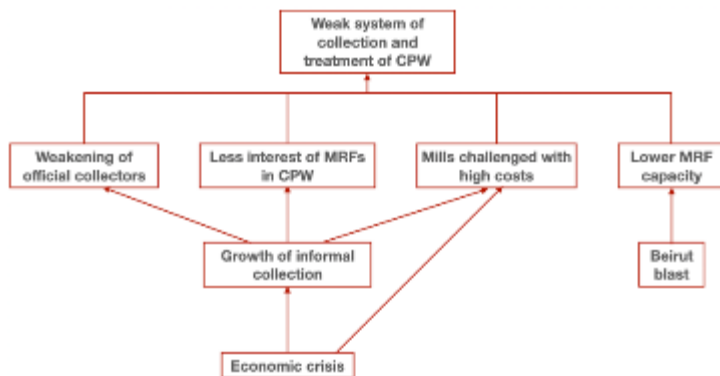 Weak system of
collection and
treatment of CPW
Weakening of
official collectors
Less interest of MRFs
in CPW
Mills challenged with
high costs
Lower MRF
capacity
Growth of informal
collection
Beirut
blast
Economic crisis